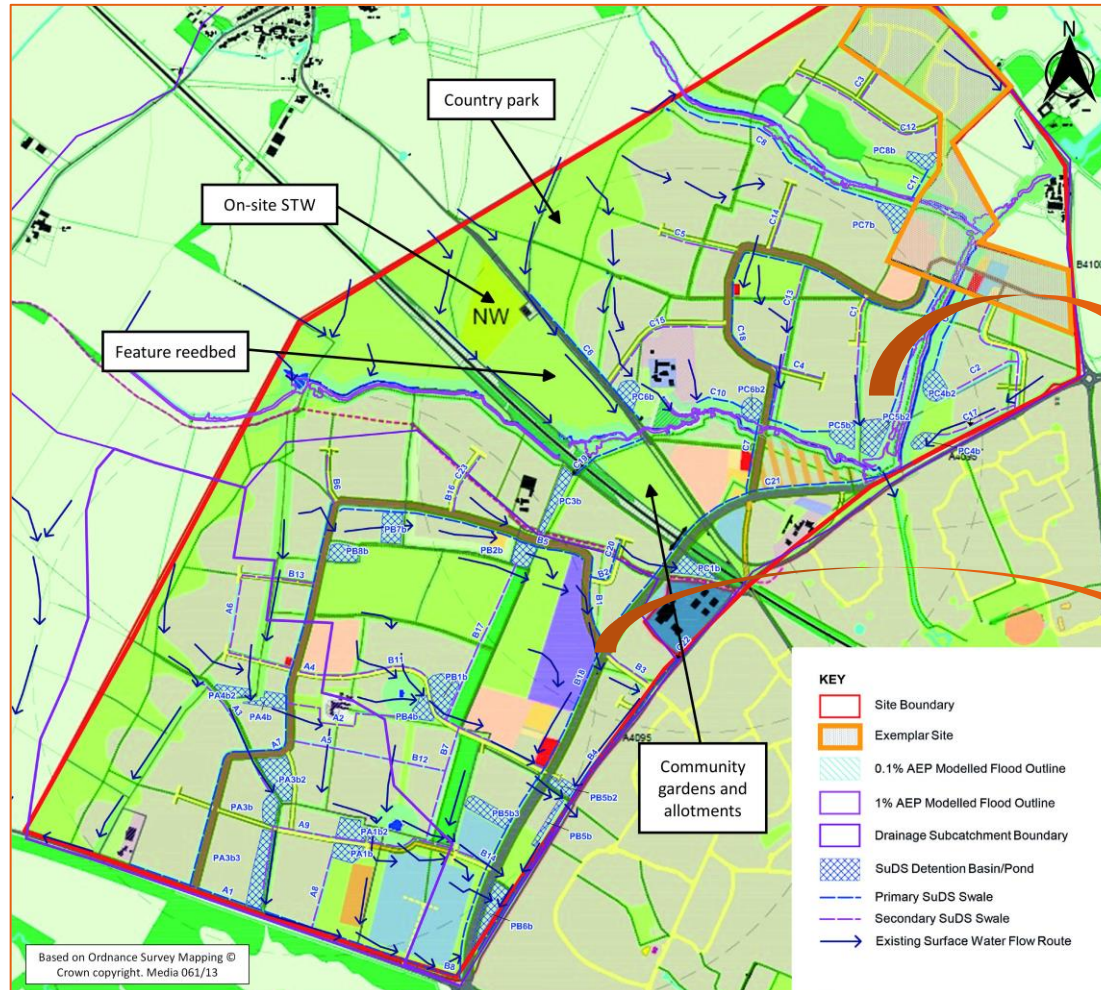 N
Country park
On-site STW
Feature reedbed
NW
C3
C12
PC8b
C11
C8
PC7b
C14
C5
C13
C1
C15
C18
C6
C4
PC6b
C10
PC6b2
PC5b
PC5b2
PC4b2
C2
C17
PC4b
B4100
A4095
C7
C21
C19
PC3b
C23
B16
B6
PB7b
PB8b
PB2b
B5
C20
B2
B1
PC1b
C22
B13
A6
B17
B18
B3
A4
B11
PB1b
PB4b
PA4b2
PA4b
A3
A2
A5
A7
B12
B7
B4
A4095
PA3b2
PA3b
PA3b3
A9
PA1b2
PA1b
PB5b3
PB5b2
PB5b
B14
A1
A8
PB6b
B8
Community
gardens and
allotments
KEY
Site Boundary
Exemplar Site
0.1% AEP Modelled Flood Outline
1% AEP Modelled Flood Outline
Drainage Subcatchment Boundary
SuDS Detention Basin/Pond
Primary SuDS Swale
Secondary SuDS Swale
Existing Surface Water Flow Route
Based on Ordnance Survey Mapping ©
Crown copyright. Media 061/13